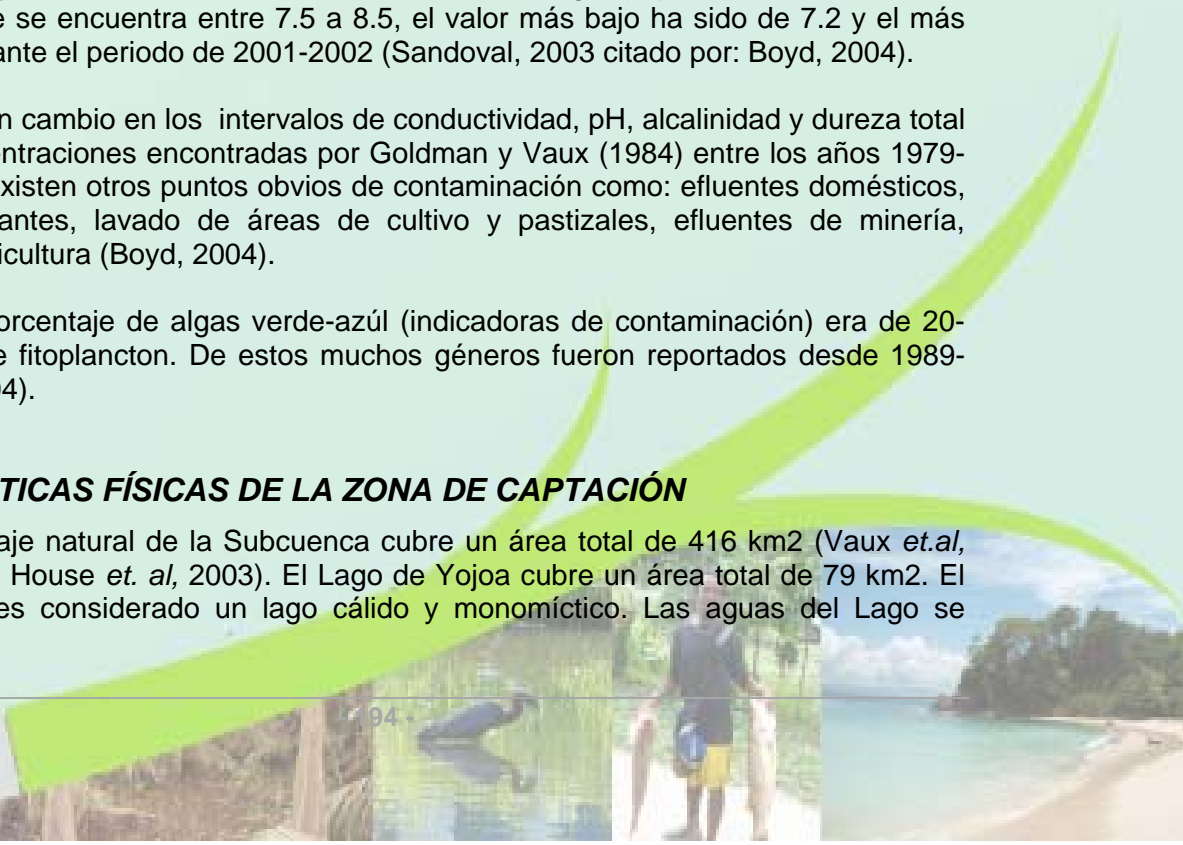 e se encuentra entre 7.5 a 8.5, el valor más bajo ha sido de 7.2 y el más
ante el periodo de 2001-2002 (Sandoval, 2003 citado por: Boyd, 2004).
n cambio en los intervalos de conductividad, pH, alcalinidad y dureza total
entraciones encontradas por Goldman y Vaux (1984) entre los años 1979-
xisten otros puntos obvios de contaminación como: efluentes domésticos,
antes, lavado de áreas de cultivo y pastizales, efluentes de minería,
icultura (Boyd, 2004).
orcentaje de algas verde-azúl (indicadoras de contaminación) era de 20-
e fitoplancton. De estos muchos géneros fueron reportados desde 1989-
04).
TICAS FÍSICAS DE LA ZONA DE CAPTACIÓN
aje natural de la Subcuenca cubre un área total de 416 km2 (Vaux et.al,
House et. al, 2003). El Lago de Yojoa cubre un área total de 79 km2. El
es considerado un lago cálido y monomíctico. Las aguas del Lago se
94 -